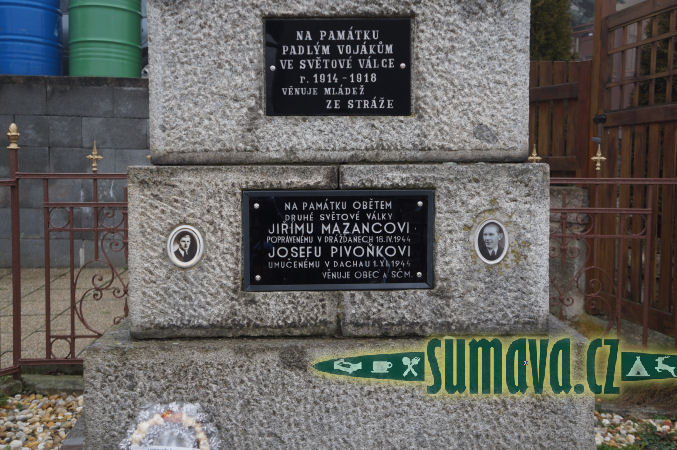 NA PAMÁTKU
PADLÝM VOJÁKŮM
VE SVĚTOVÉ VÁLCE
r. 1914 - 1918
VĚNUJE MLÁDEŽ
ZE STRÁŽE
NA PAMÁTKU OBĚTEM
DRUHÉ SVĚTOVÉ VÁLKY
JIŘÍMU MAZANCOVI
POPRAVENÉMU V DRÁŽĎANECH 18.IV.1944
JOSEFU PIVOŇKOVI
UMUČENÉMU V DACHAU 1.VI.1944
VĚNUJE OBEC A SČM.
sumava.cz